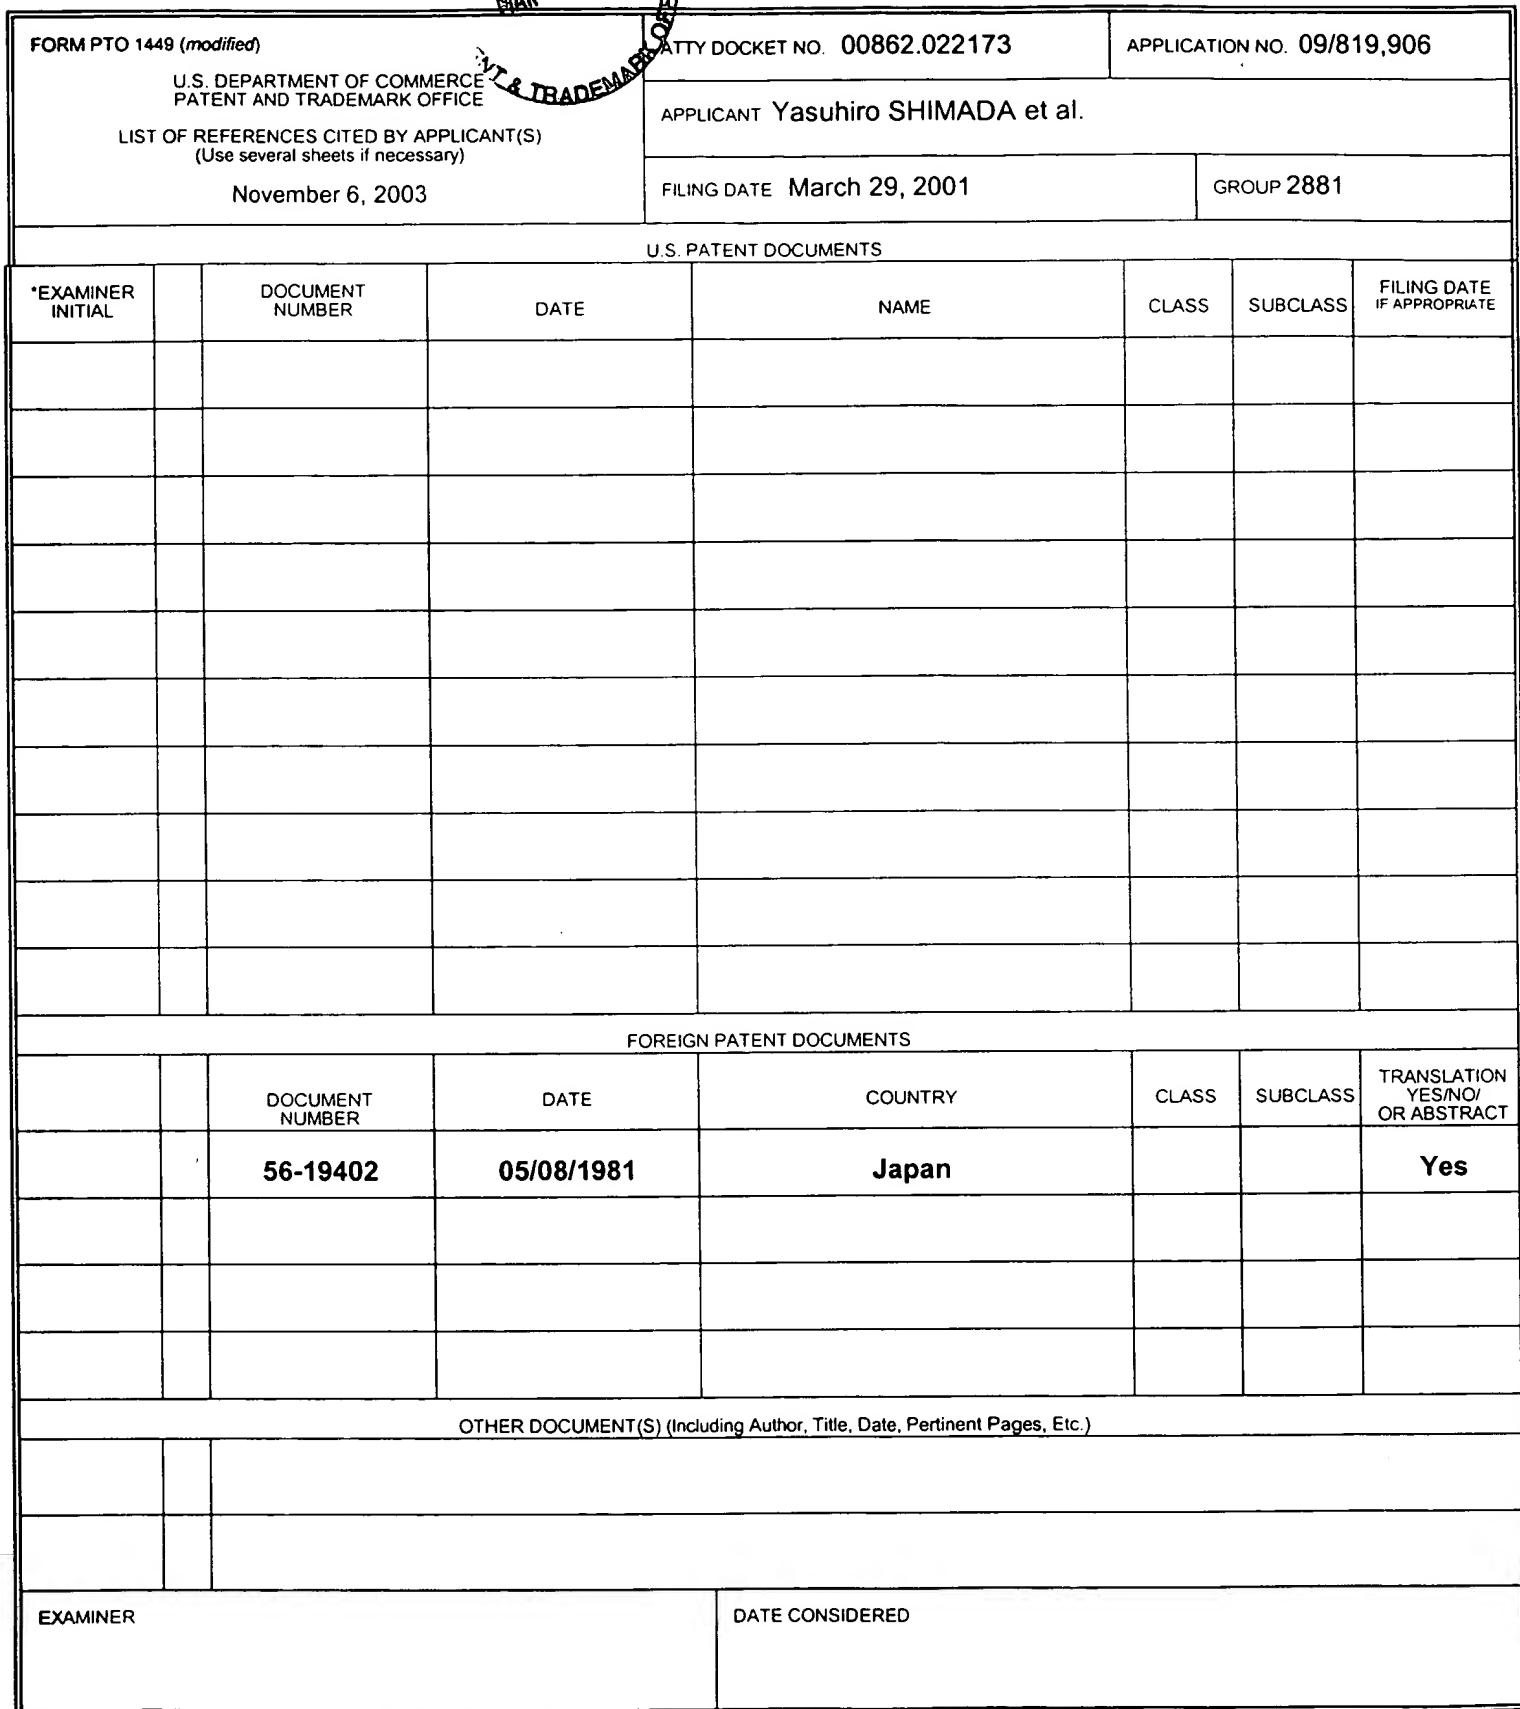 MAR
& TRADEMARK
FORM PTO 1449 (modified)
U.S. DEPARTMENT OF COMMERCE
PATENT AND TRADEMARK OFFICE
LIST OF REFERENCES CITED BY APPLICANT(S)
(Use several sheets if necessary)
November 6, 2003
ATTY DOCKET NO. 00862.022173
APPLICATION NO. 09/819,906
APPLICANT Yasuhiro SHIMADA et al.
FILING DATE March 29, 2001
GROUP 2881
U.S. PATENT DOCUMENTS
*EXAMINER
INITIAL
DOCUMENT
NUMBER
DATE
NAME
CLASS
SUBCLASS
FILING DATE
IF APPROPRIATE
FOREIGN PATENT DOCUMENTS
DOCUMENT
NUMBER
DATE
COUNTRY
CLASS
SUBCLASS
TRANSLATION
YES/NO/
OR ABSTRACT
56-19402
05/08/1981
Japan
Yes
OTHER DOCUMENT(S) (Including Author, Title, Date, Pertinent Pages, Etc.)
EXAMINER
DATE CONSIDERED